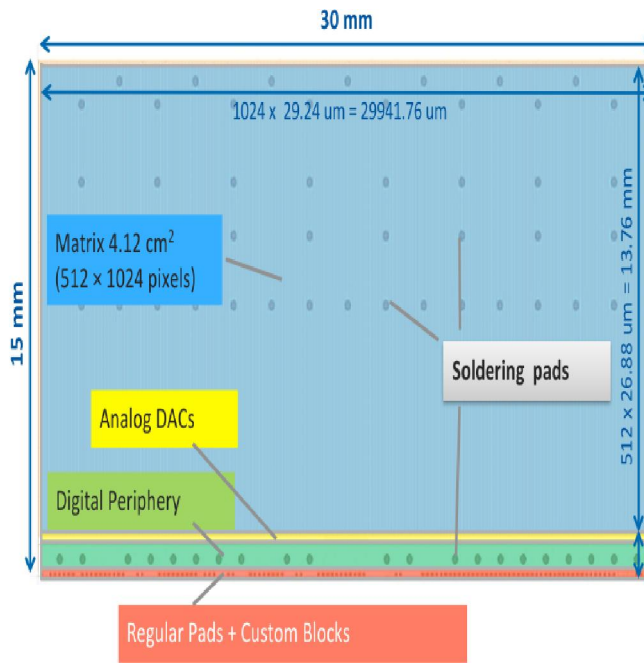 30 mm
1024 x 29.24 um = 29941.76 um
Matrix 4.12 cm²
(512 × 1024 pixels)
15 mm
512 x 26.88 um = 13.76 mm
Soldering pads
Analog DACs
Digital Periphery
Regular Pads + Custom Blocks